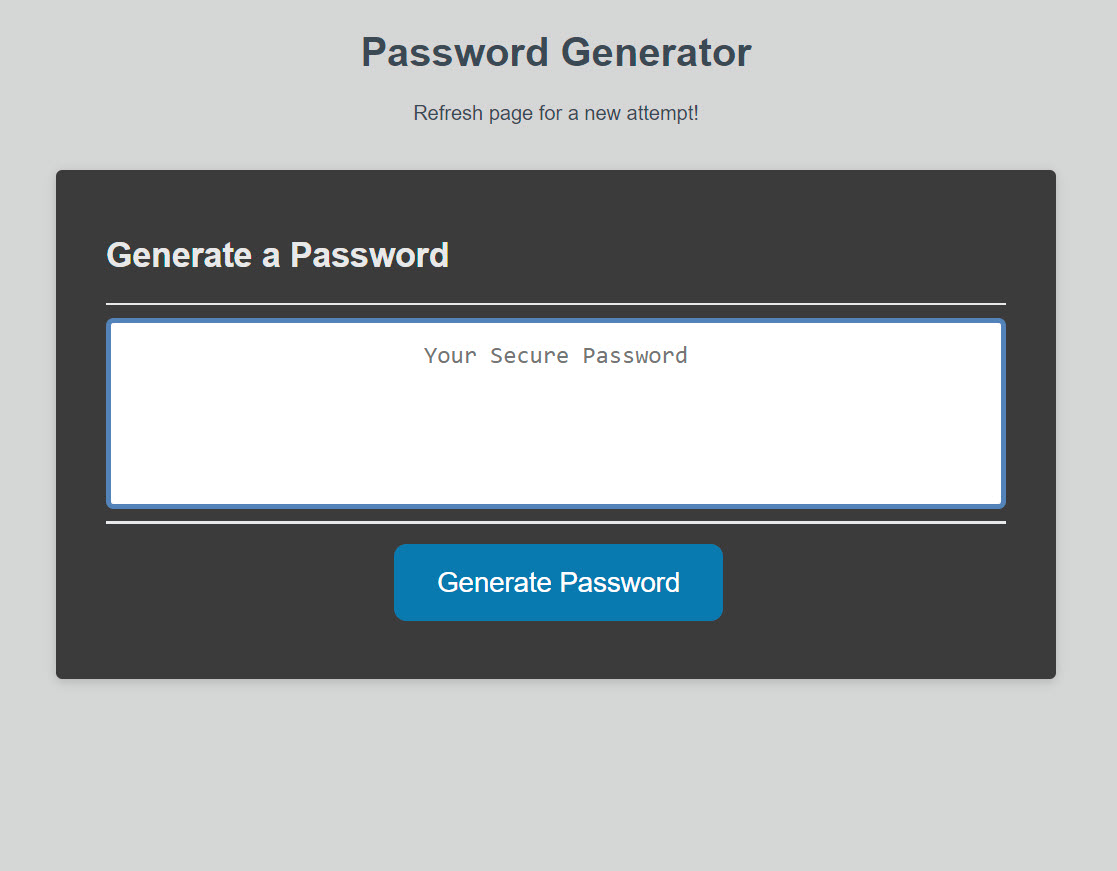 Password Generator
Refresh page for a new attempt!
Generate a Password
Your Secure Password
Generate Password